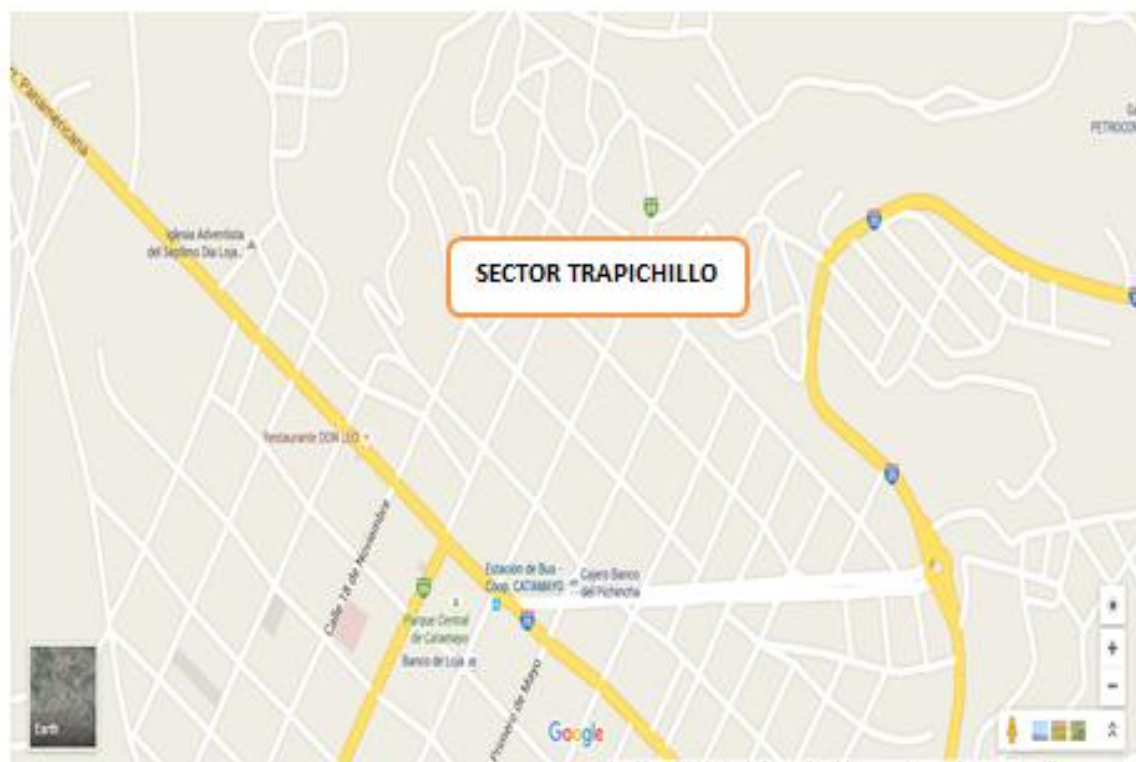 Panamericana
Iglesia Adventista
del Septimo Dia Loja...
PETROCOM
SECTOR TRAPICHILLO
Restaurante DON LEO
Calle 18 de Noviembre
Estación de Bus -
Coop. CATAMAYO
Cajero Banco
del Pichincha
Parque Central
de Catamayo
Banco de Loja
Primero de Mayo
Earth
Google